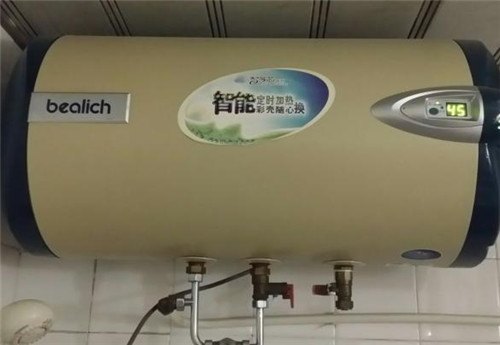 bealich
智能
定时加热
彩壳随心换
45